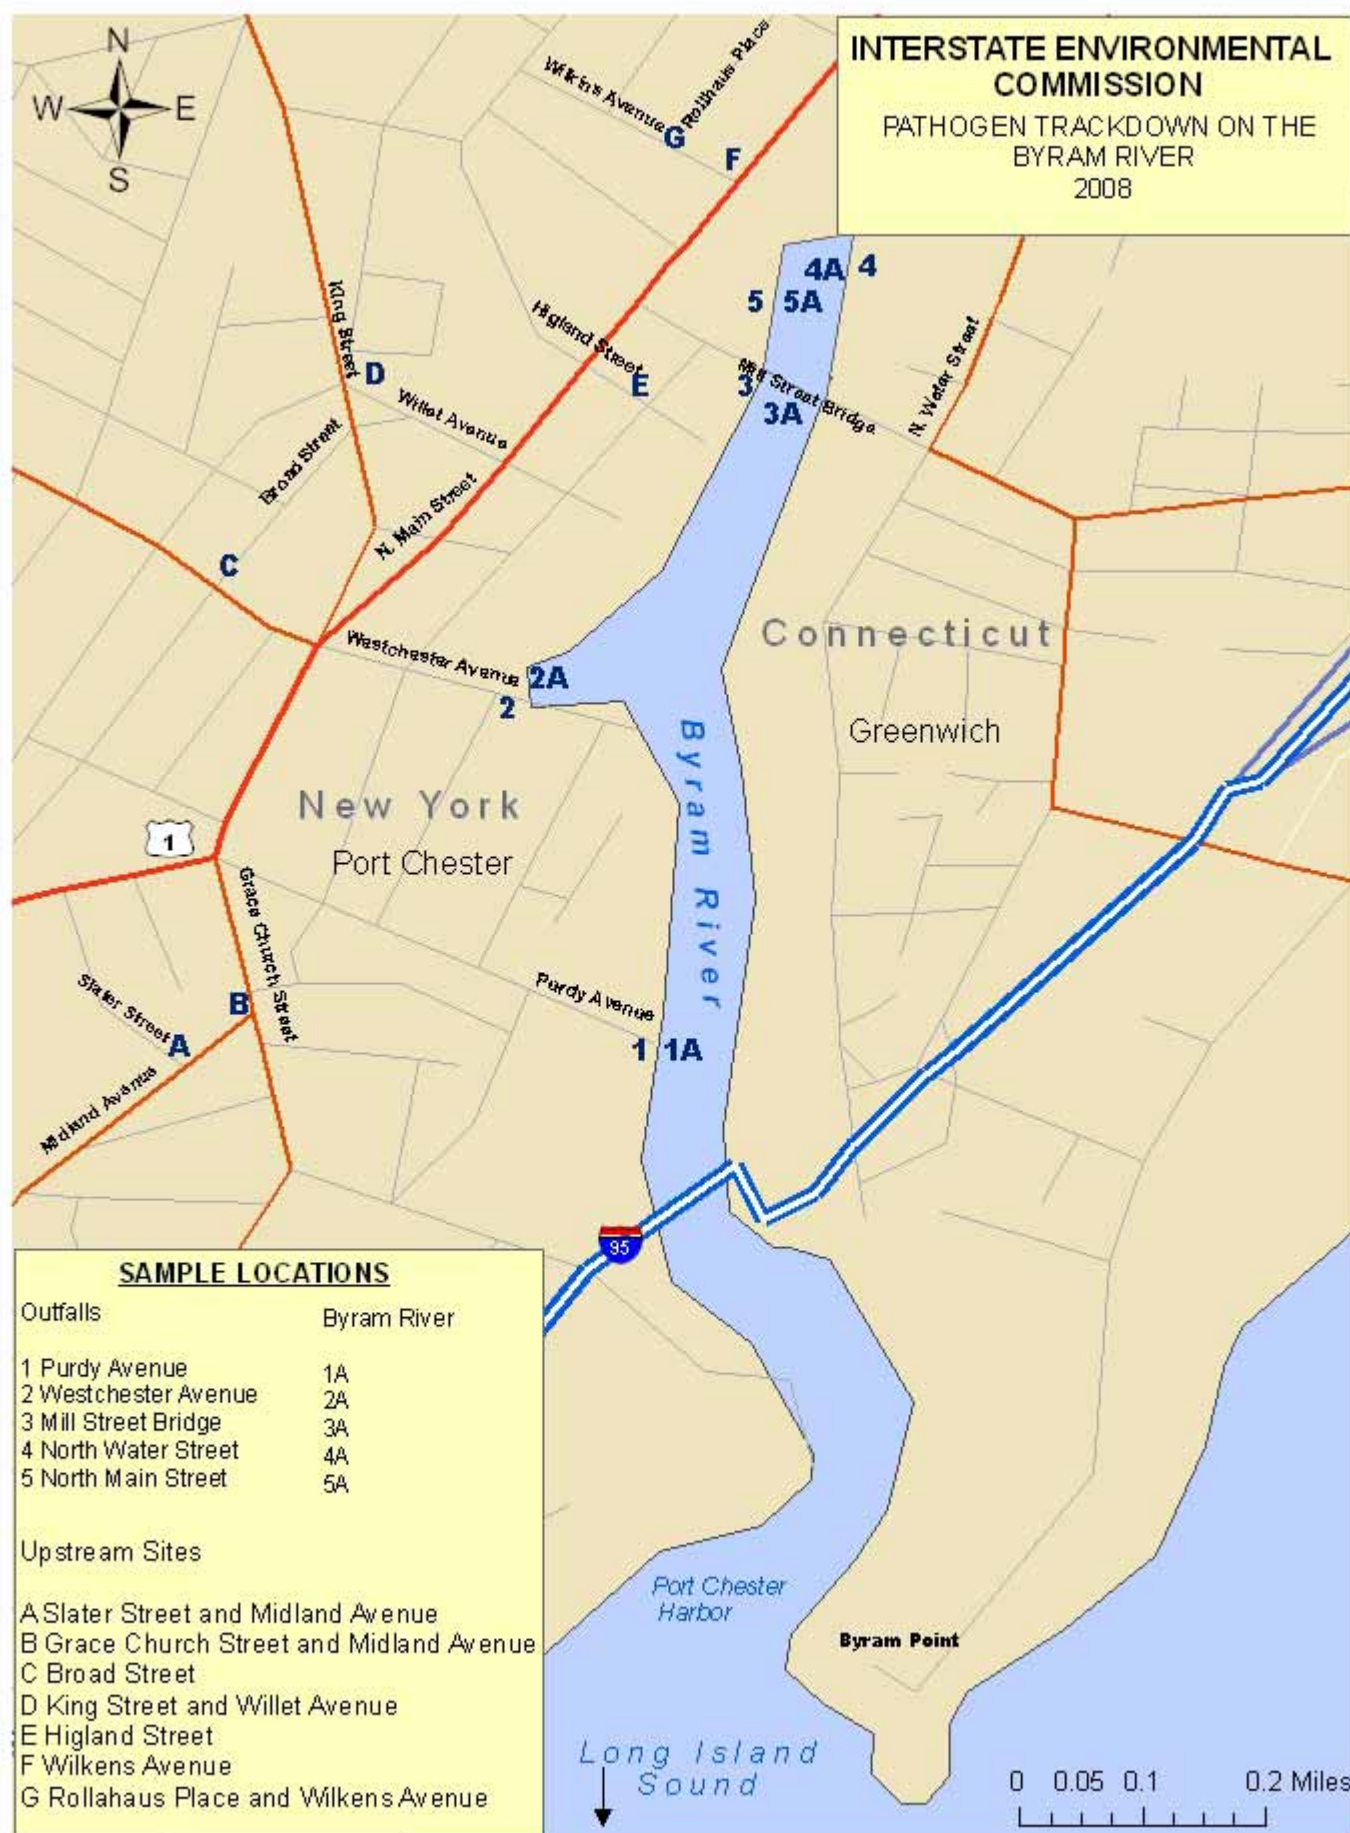 INTERSTATE ENVIRONMENTAL
COMMISSION
PATHOGEN TRACKDOWN ON THE
BYRAM RIVER
2008
N
W E
S
Wilkins Avenue
Rollhaus Place
G
F
4A 4
5 5A
King Street
Higland Street
Mill Street Bridge
N. Water Street
D
E
3
3A
Willet Avenue
Broad Street
N. Main Street
C
Connecticut
Westchester Avenue
2A
2
Greenwich
Byram River
New York
Port Chester
1
Grace Church Street
Slater Street
B
A
Purdy Avenue
1 1A
Midland Avenue
95
SAMPLE LOCATIONS
Outfalls Byram River
1 Purdy Avenue 1A
2 Westchester Avenue 2A
3 Mill Street Bridge 3A
4 North Water Street 4A
5 North Main Street 5A
Upstream Sites
A Slater Street and Midland Avenue
B Grace Church Street and Midland Avenue
C Broad Street
D King Street and Willet Avenue
E Higland Street
F Wilkens Avenue
G Rollahaus Place and Wilkens Avenue
Port Chester
Harbor
Byram Point
Long Island
Sound
0 0.05 0.1 0.2 Miles